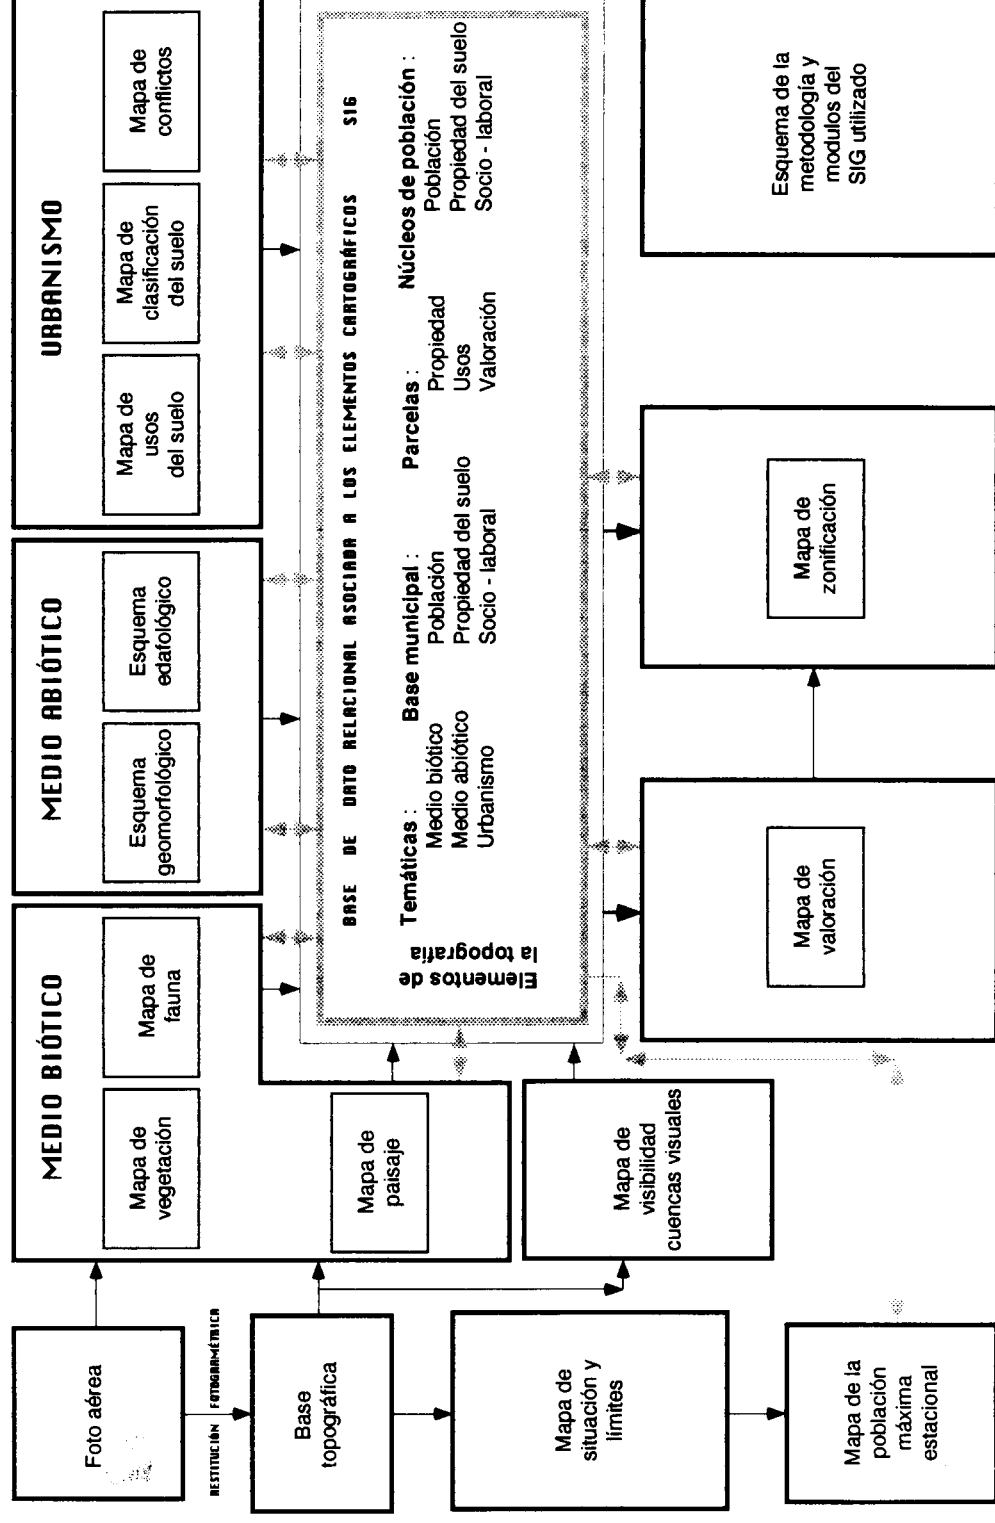 Foto aérea
RESTITUCIÓN FOTOGRAMÉTRICA
Base
topográfica
Mapa de
situación y
límites
Mapa de la
población
máxima
estacional
MEDIO BIÓTICO
Mapa de
vegetación
Mapa de
fauna
Mapa de
paisaje
Mapa de
visibilidad
cuencas visuales
MEDIO ABIÓTICO
Esquema
geomorfológico
Esquema
edafológico
URBANISMO
Mapa de
usos
del suelo
Mapa de
clasificación
del suelo
Mapa de
conflictos
BASE DE DATO RELACIONAL ASOCIADA A LOS ELEMENTOS CARTOGRÁFICOS SIG
Elementos de
la topografía
Temáticas :
Medio biótico
Medio abiótico
Urbanismo
Base municipal :
Población
Propiedad del suelo
Socio - laboral
Parcelas :
Propiedad
Usos
Valoración
Núcleos de población :
Población
Propiedad del suelo
Socio - laboral
Mapa de
valoración
Mapa de
zonificación
Esquema de la
metodología y
modulos del
SIG utilizado